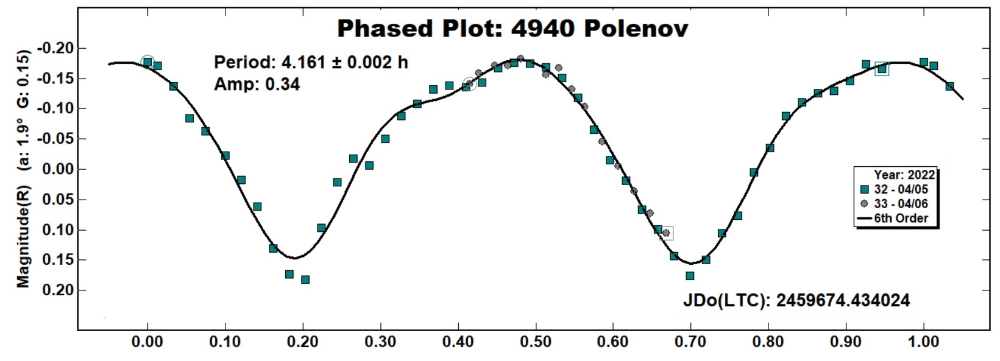 Phased Plot: 4940 Polenov
Period: 4.161 ± 0.002 h
Amp: 0.34
Magnitude(R) (a: 1.9° G: 0.15)
-0.20
-0.15
-0.10
-0.05
0.00
0.05
0.10
0.15
0.20
Year: 2022
32 - 04/05
33 - 04/06
6th Order
JDo(LTC): 2459674.434024
0.00 0.10 0.20 0.30 0.40 0.50 0.60 0.70 0.80 0.90 1.00